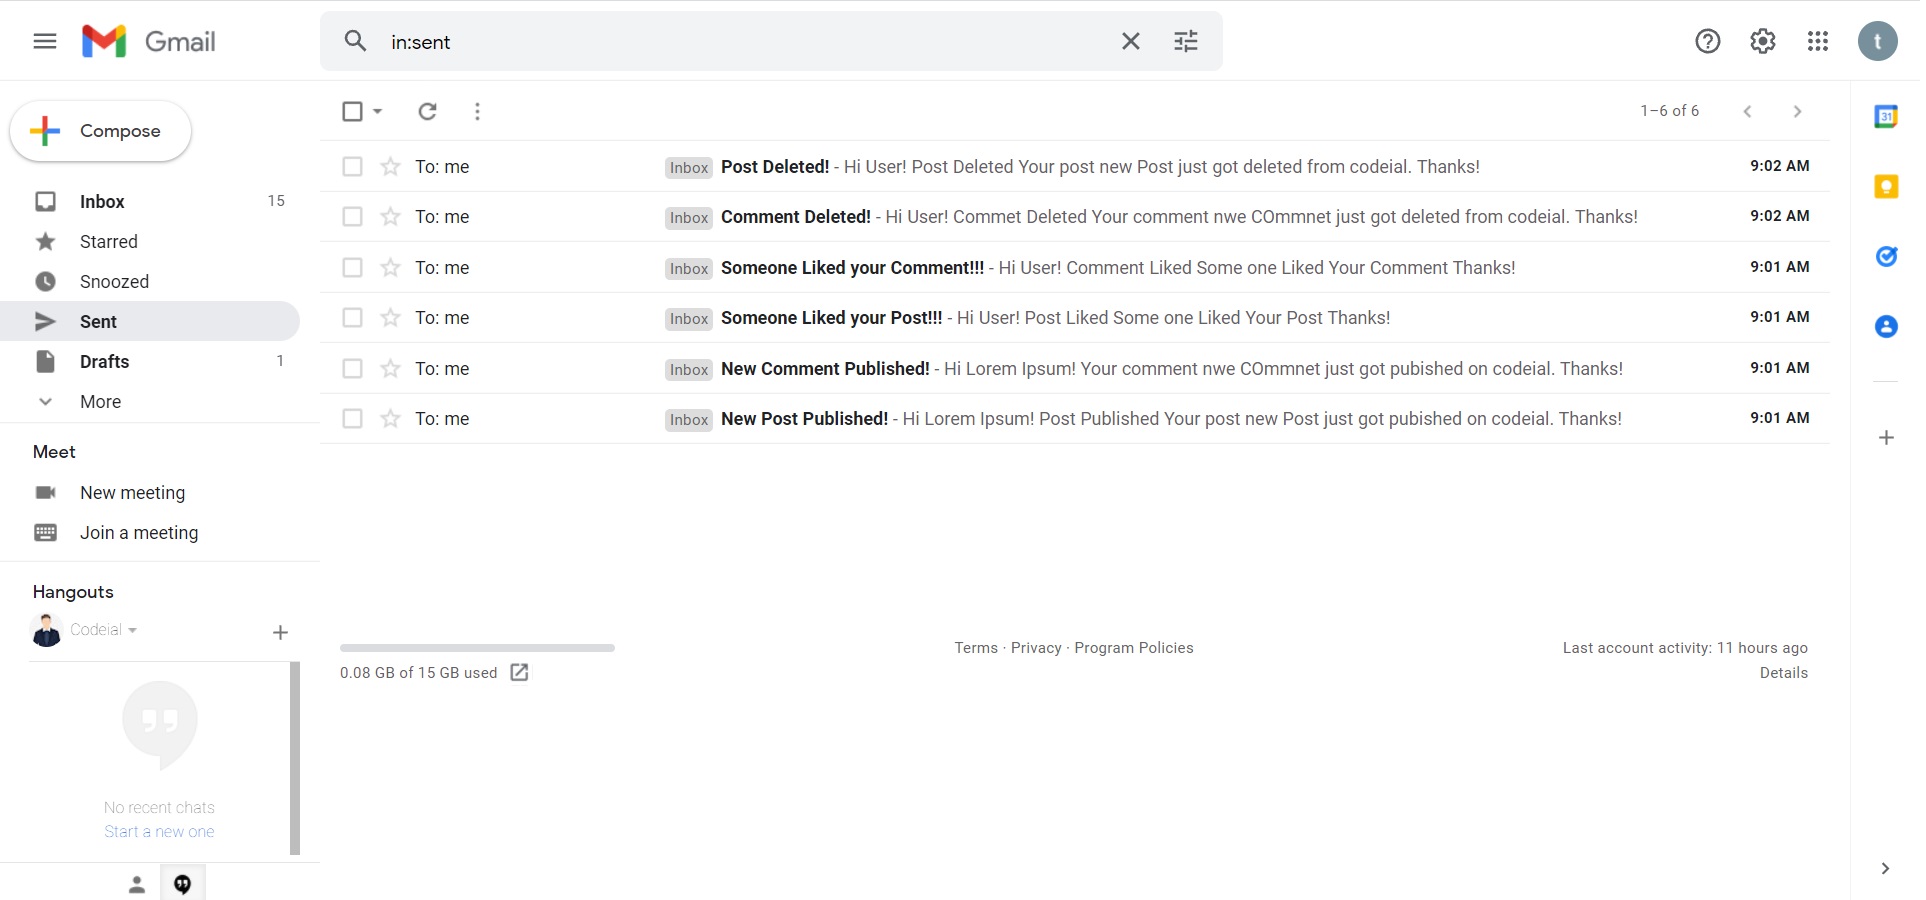 Gmail
in:sent
t
Compose
1–6 of 6
31
Inbox 15
Starred
Snoozed
Sent
Drafts 1
More
To: me Inbox Post Deleted! - Hi User! Post Deleted Your post new Post just got deleted from codeial. Thanks! 9:02 AM
To: me Inbox Comment Deleted! - Hi User! Commet Deleted Your comment nwe COmmnet just got deleted from codeial. Thanks! 9:02 AM
To: me Inbox Someone Liked your Comment!!! - Hi User! Comment Liked Some one Liked Your Comment Thanks! 9:01 AM
To: me Inbox Someone Liked your Post!!! - Hi User! Post Liked Some one Liked Your Post Thanks! 9:01 AM
To: me Inbox New Comment Published! - Hi Lorem Ipsum! Your comment nwe COmmnet just got pubished on codeial. Thanks! 9:01 AM
To: me Inbox New Post Published! - Hi Lorem Ipsum! Post Published Your post new Post just got pubished on codeial. Thanks! 9:01 AM
Meet
New meeting
Join a meeting
Hangouts
Codeial
No recent chats
Start a new one
0.08 GB of 15 GB used
Terms · Privacy · Program Policies
Last account activity: 11 hours ago
Details